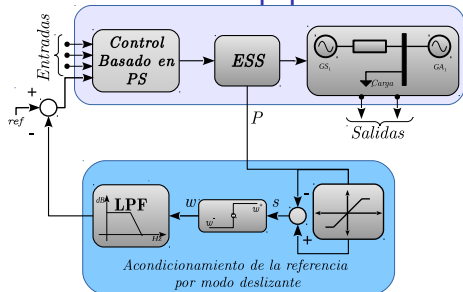 Entradas
Control
Basado en
PS
ESS
GS₁
GA₁
Carga
+
ref
-
P
Salidas
LPF
dB
Hz
w
w⁻
w⁺
s
-
+
Acondicionamiento de la referencia
por modo deslizante